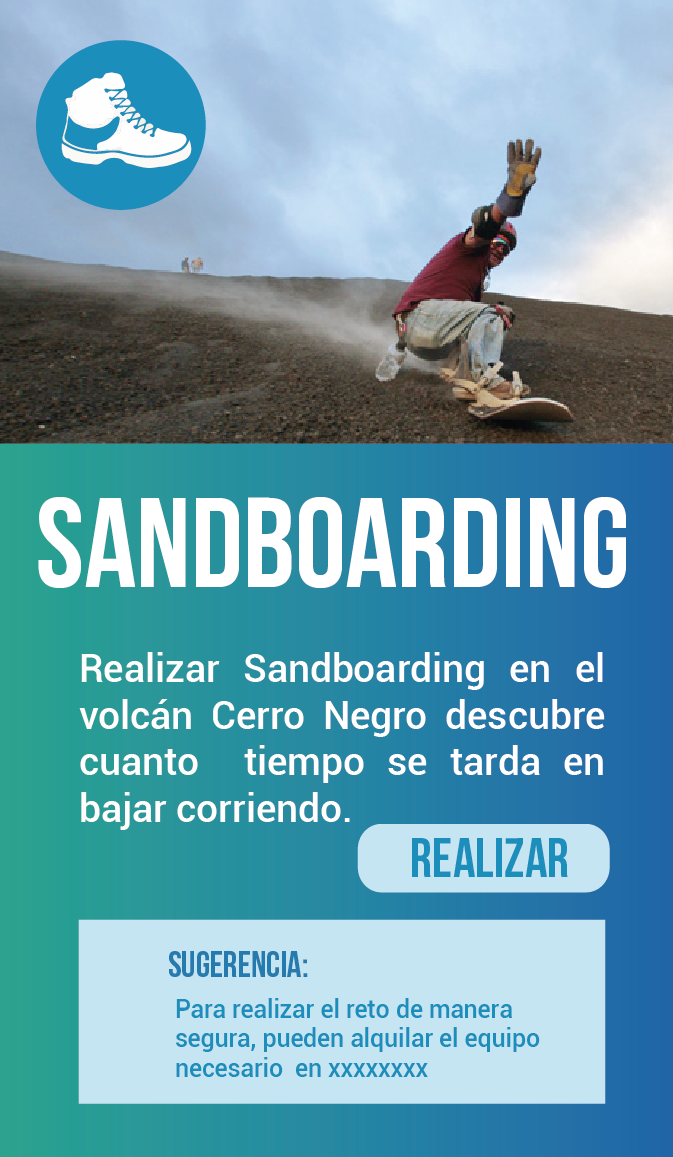 SANDBOARDING
Realizar Sandboarding en el
volcán Cerro Negro descubre
cuanto tiempo se tarda en
bajar corriendo.
REALIZAR
SUGERENCIA:
Para realizar el reto de manera
segura, pueden alquilar el equipo
necesario en xxxxxxxx